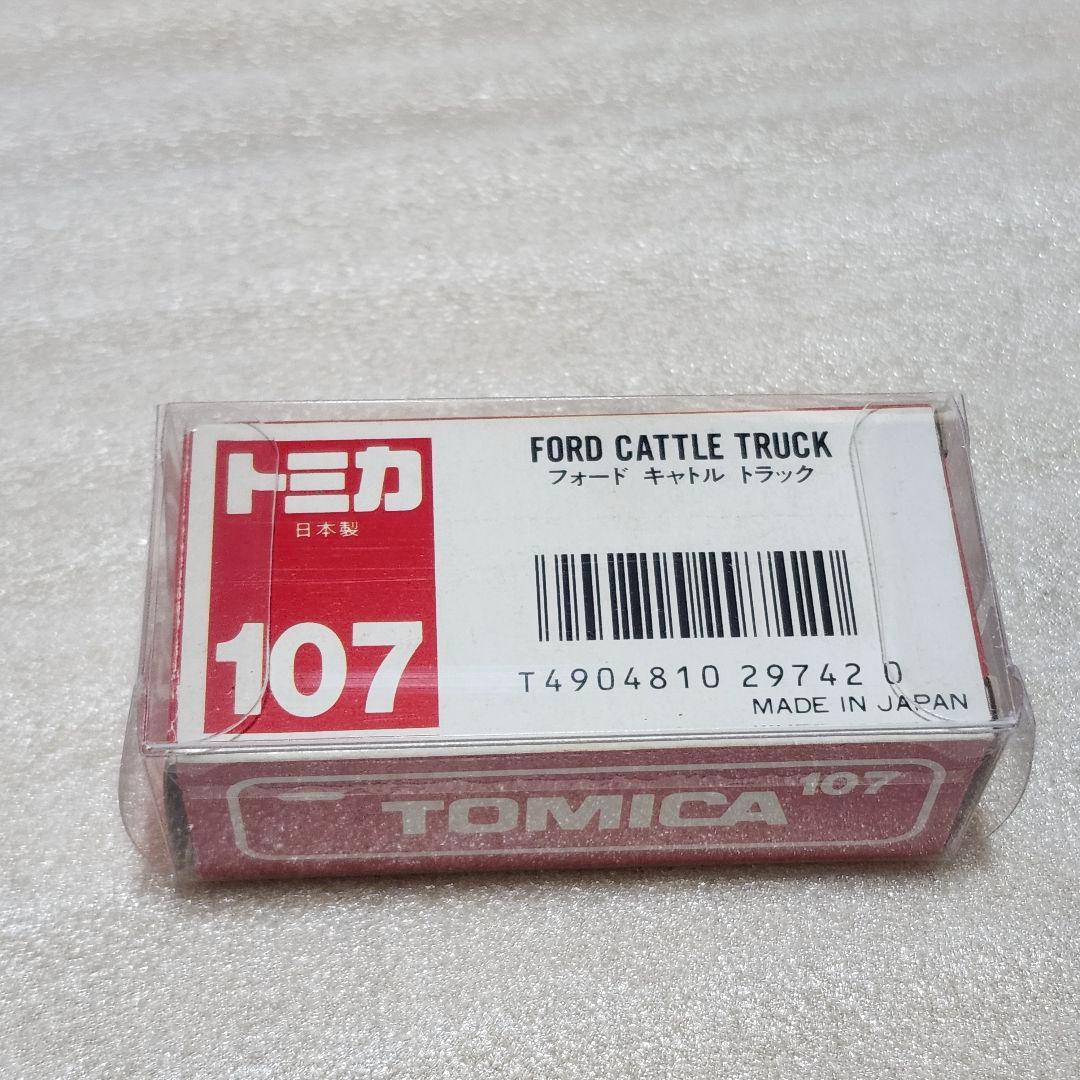 トミカ
日本製
107
FORD CATTLE TRUCK
フォード キャトル トラック
T4904810 29742 0
MADE IN JAPAN
TOMICA 107